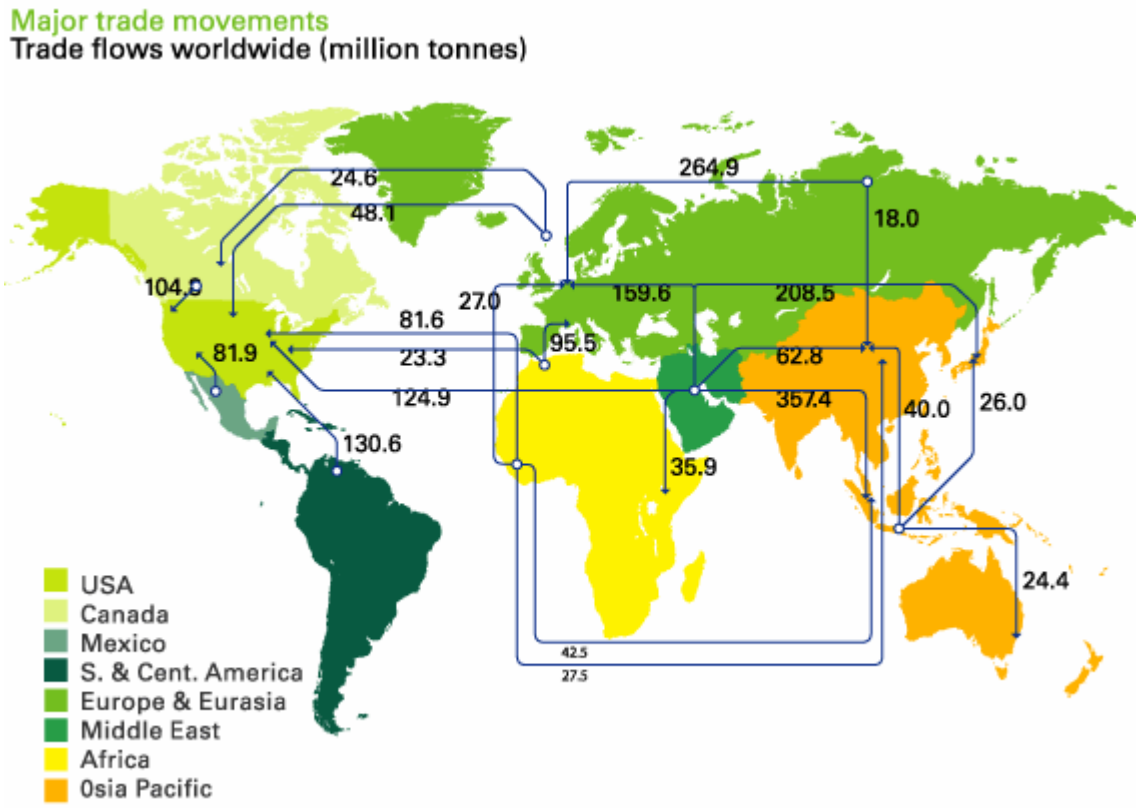 Major trade movements
Trade flows worldwide (million tonnes)
24.6
264.9
48.1
18.0
104.9
27.0
159.6
208.5
81.6
81.9
23.3
95.5
62.8
124.9
357.4
40.0
26.0
130.6
35.9
24.4
42.5
27.5
USA
Canada
Mexico
S. & Cent. America
Europe & Eurasia
Middle East
Africa
0sia Pacific